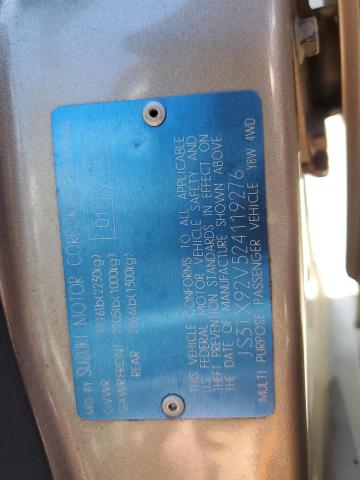 MFD BY SUZUKI MOTOR CORPORATION
GVWR 4916lb(2230kg) 01
GAWR FRONT 2205lb(1000kg)
REAR 2866lb(1300kg)
THIS VEHICLE CONFORMS TO ALL APPLICABLE
U.S. FEDERAL MOTOR VEHICLE SAFETY AND
THEFT PREVENTION STANDARDS IN EFFECT ON
THE DATE OF MANUFACTURE SHOWN ABOVE.
JS3TX92V524119276
MULTI PURPOSE PASSENGER VEHICLE YBW 4WD